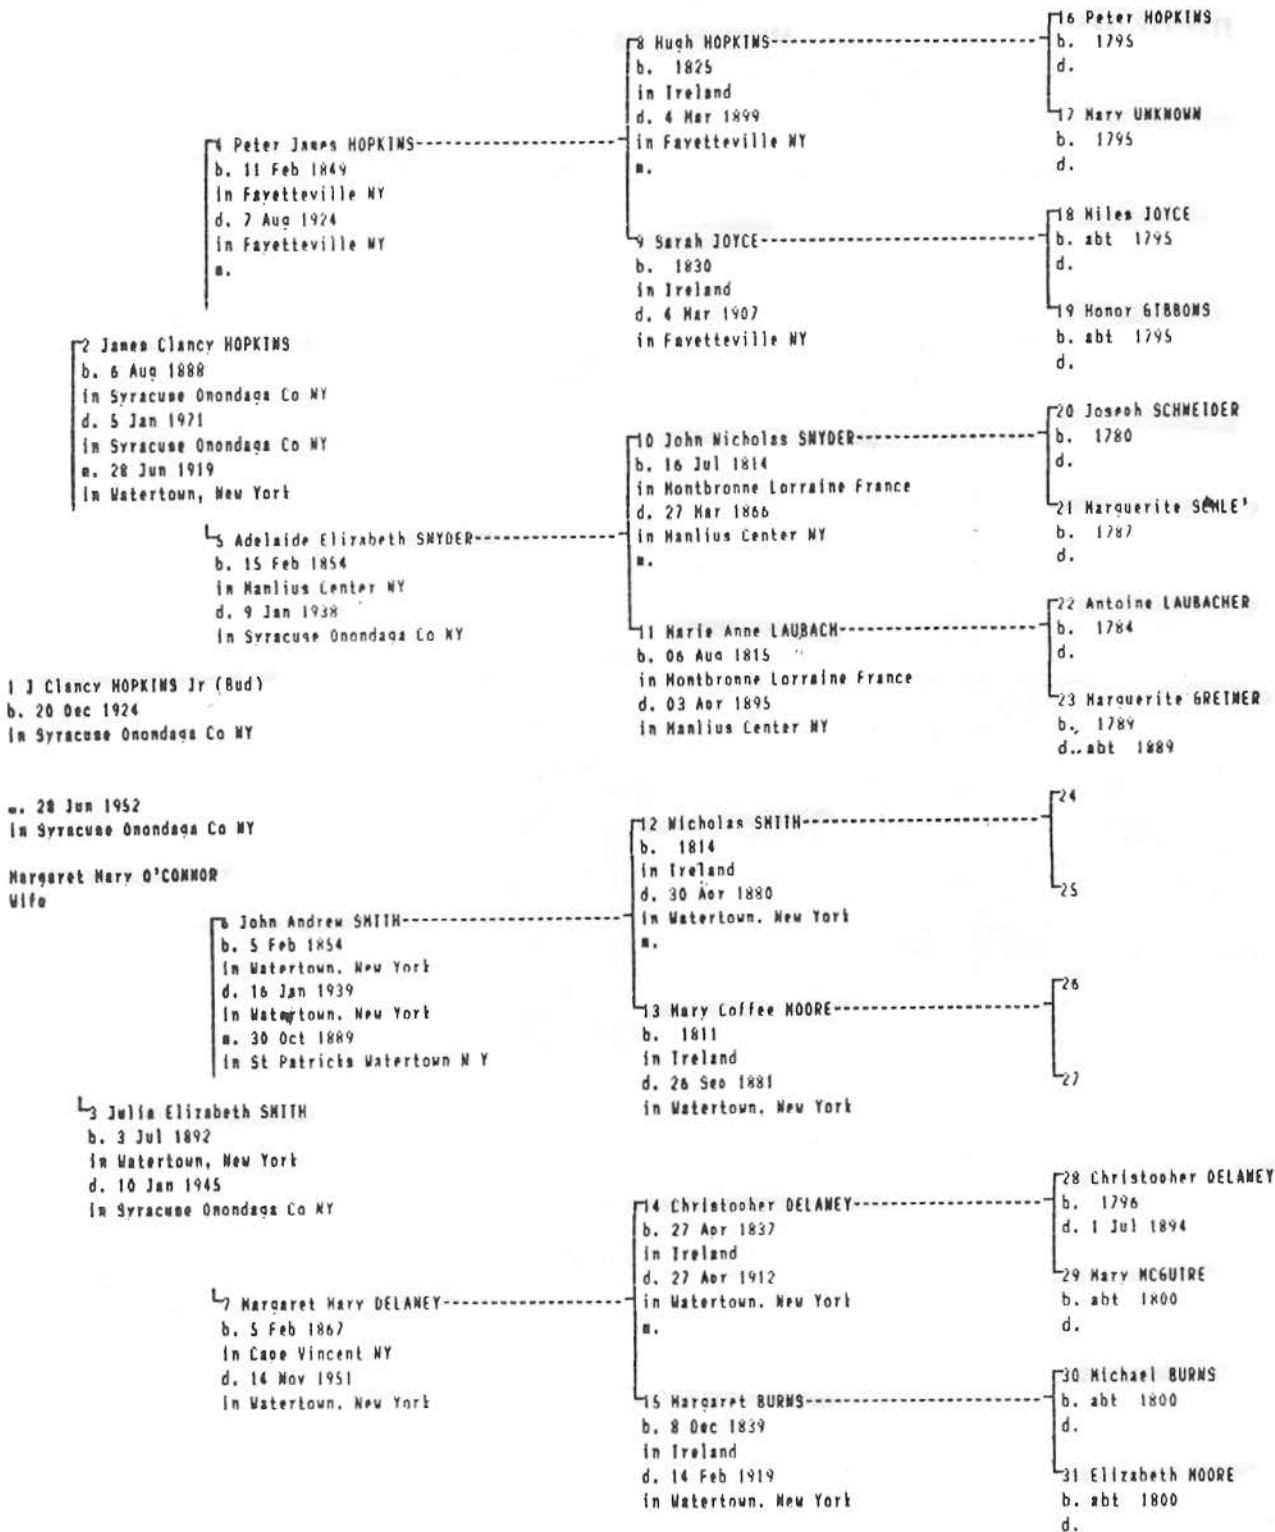 1 J Clancy HOPKINS Jr (Bud)
b. 20 Dec 1924
in Syracuse Onondaga Co NY
m. 28 Jun 1952
in Syracuse Onondaga Co NY
Margaret Mary O'CONNOR
Wife
2 James Clancy HOPKINS
b. 6 Aug 1888
in Syracuse Onondaga Co NY
d. 5 Jan 1971
in Syracuse Onondaga Co NY
m. 28 Jun 1919
in Watertown, New York
3 Julia Elizabeth SMITH
b. 3 Jul 1892
in Watertown, New York
d. 10 Jan 1945
in Syracuse Onondaga Co NY
4 Peter James HOPKINS
b. 11 Feb 1849
in Fayetteville NY
d. 7 Aug 1924
in Fayetteville NY
m.
5 Adelaide Elizabeth SNYDER
b. 15 Feb 1854
in Manlius Center NY
d. 9 Jan 1938
in Syracuse Onondaga Co NY
6 John Andrew SMITH
b. 5 Feb 1854
in Watertown, New York
d. 16 Jan 1939
in Watertown, New York
m. 30 Oct 1889
in St Patricks Watertown N Y
7 Margaret Mary DELANEY
b. 5 Feb 1867
in Cape Vincent NY
d. 14 Nov 1951
in Watertown, New York
8 Hugh HOPKINS
b. 1825
in Ireland
d. 4 Mar 1899
in Fayetteville NY
m.
9 Sarah JOYCE
b. 1830
in Ireland
d. 4 Mar 1907
in Fayetteville NY
10 John Nicholas SNYDER
b. 16 Jul 1814
in Montbronne Lorraine France
d. 27 Mar 1866
in Manlius Center NY
m.
11 Marie Anne LAUBACH
b. 06 Aug 1815
in Montbronne Lorraine France
d. 03 Apr 1895
in Manlius Center NY
12 Nicholas SMITH
b. 1814
in Ireland
d. 30 Apr 1880
in Watertown, New York
m.
13 Mary Coffee MOORE
b. 1811
in Ireland
d. 26 Sep 1881
in Watertown, New York
14 Christopher DELANEY
b. 27 Apr 1837
in Ireland
d. 27 Apr 1912
in Watertown, New York
m.
15 Margaret BURNS
b. 8 Dec 1839
in Ireland
d. 14 Feb 1919
in Watertown, New York
16 Peter HOPKINS
b. 1795
d.
17 Mary UNKNOWN
b. 1795
d.
18 Miles JOYCE
b. abt 1795
d.
19 Honor GIBBONS
b. abt 1795
d.
20 Joseph SCHNEIDER
b. 1780
d.
21 Marguerite
b. 1787
d.
22 Antoine LAUBACHER
b. 1784
d.
23 Marguerite GREINER
b. 1789
d. abt 1889
24
25
26
27
28 Christopher DELANEY
b. 1796
d. 1 Jul 1894
29 Mary MCGUIRE
b. abt 1800
d.
30 Michael BURNS
b. abt 1800
d.
31 Elizabeth MOORE
b. abt 1800
d.